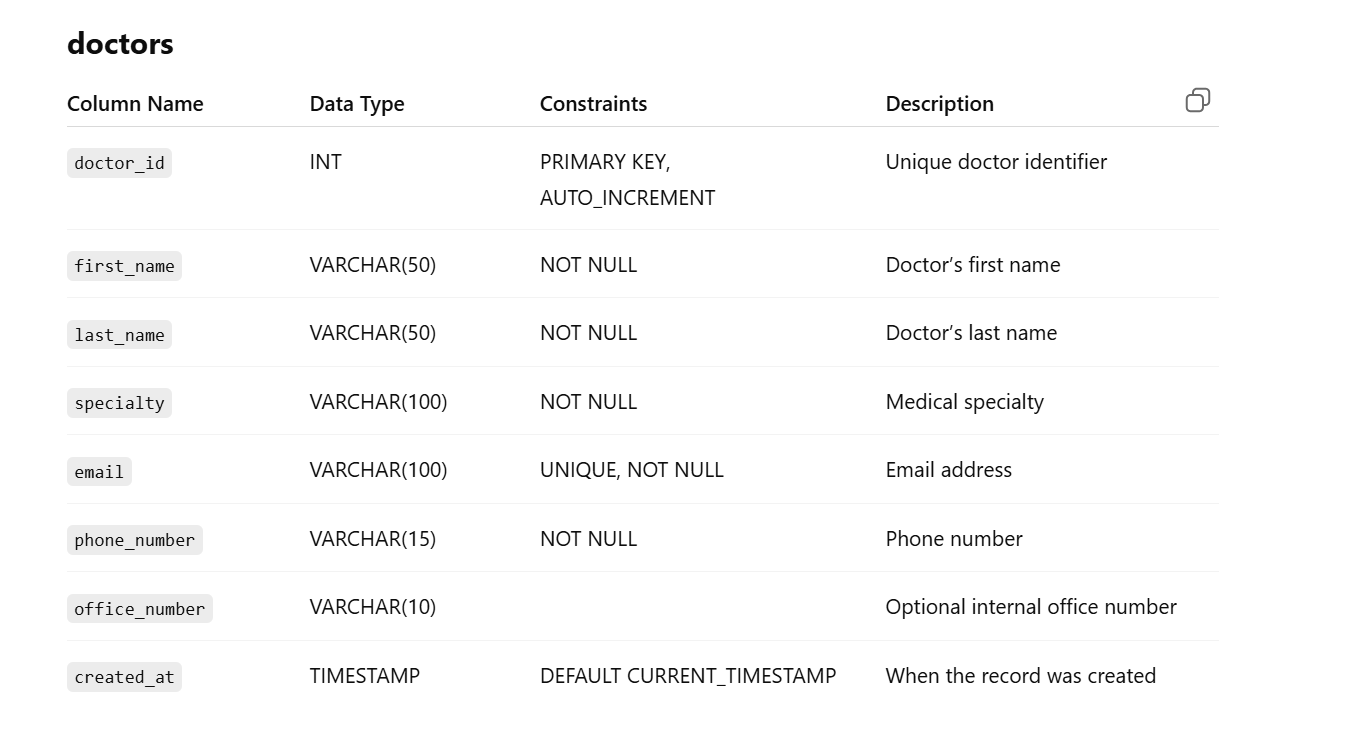 doctors
Column Name Data Type Constraints Description
doctor_id INT PRIMARY KEY, Unique doctor identifier
AUTO_INCREMENT
first_name VARCHAR(50) NOT NULL Doctor’s first name
last_name VARCHAR(50) NOT NULL Doctor’s last name
specialty VARCHAR(100) NOT NULL Medical specialty
email VARCHAR(100) UNIQUE, NOT NULL Email address
phone_number VARCHAR(15) NOT NULL Phone number
office_number VARCHAR(10) Optional internal office number
created_at TIMESTAMP DEFAULT CURRENT_TIMESTAMP When the record was created